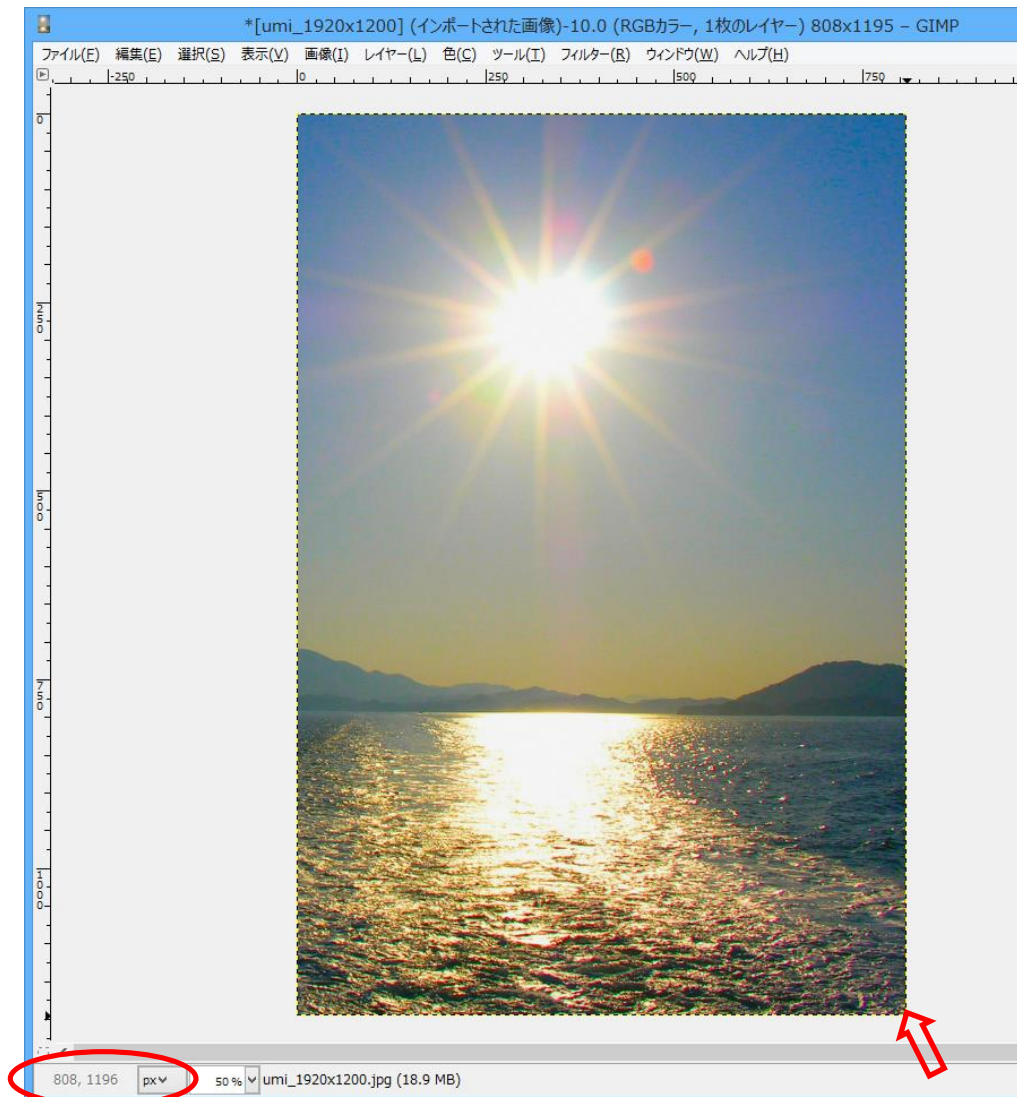 *[umi_1920x1200] (インポートされた画像)-10.0 (RGBカラー, 1枚のレイヤー) 808x1195 – GIMP
ファイル(F) 編集(E) 選択(S) 表示(V) 画像(I) レイヤー(L) 色(C) ツール(T) フィルター(R) ウィンドウ(W) ヘルプ(H)
-250 0 250 500 750
0
250
500
750
1000
808, 1196 px 50 % umi_1920x1200.jpg (18.9 MB)